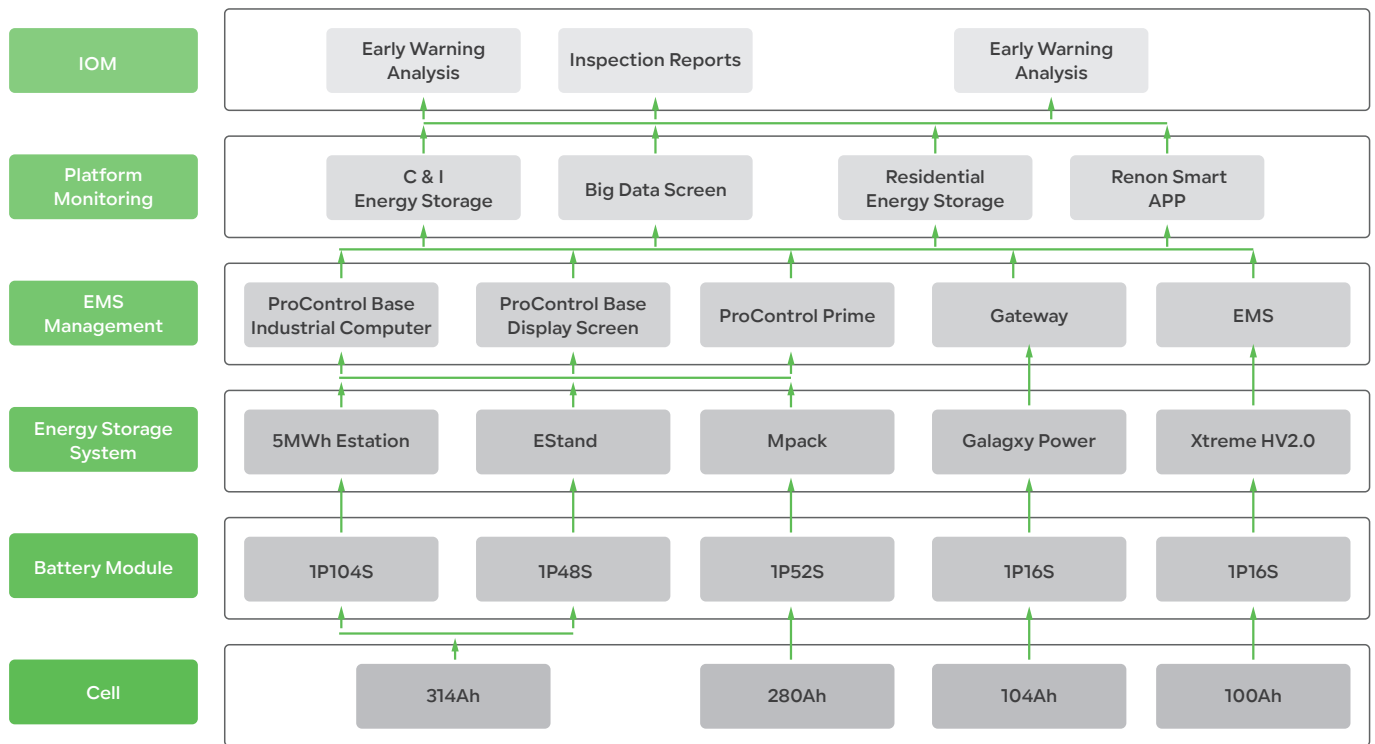 IOM
Early Warning
Analysis
Inspection Reports
Early Warning
Analysis
Platform
Monitoring
C & I
Energy Storage
Big Data Screen
Residential
Energy Storage
Renon Smart
APP
EMS
Management
ProControl Base
Industrial Computer
ProControl Base
Display Screen
ProControl Prime
Gateway
EMS
Energy Storage
System
5MWh Estation
EStand
Mpack
Galagxy Power
Xtreme HV2.0
Battery Module
1P104S
1P48S
1P52S
1P16S
1P16S
Cell
314Ah
280Ah
104Ah
100Ah